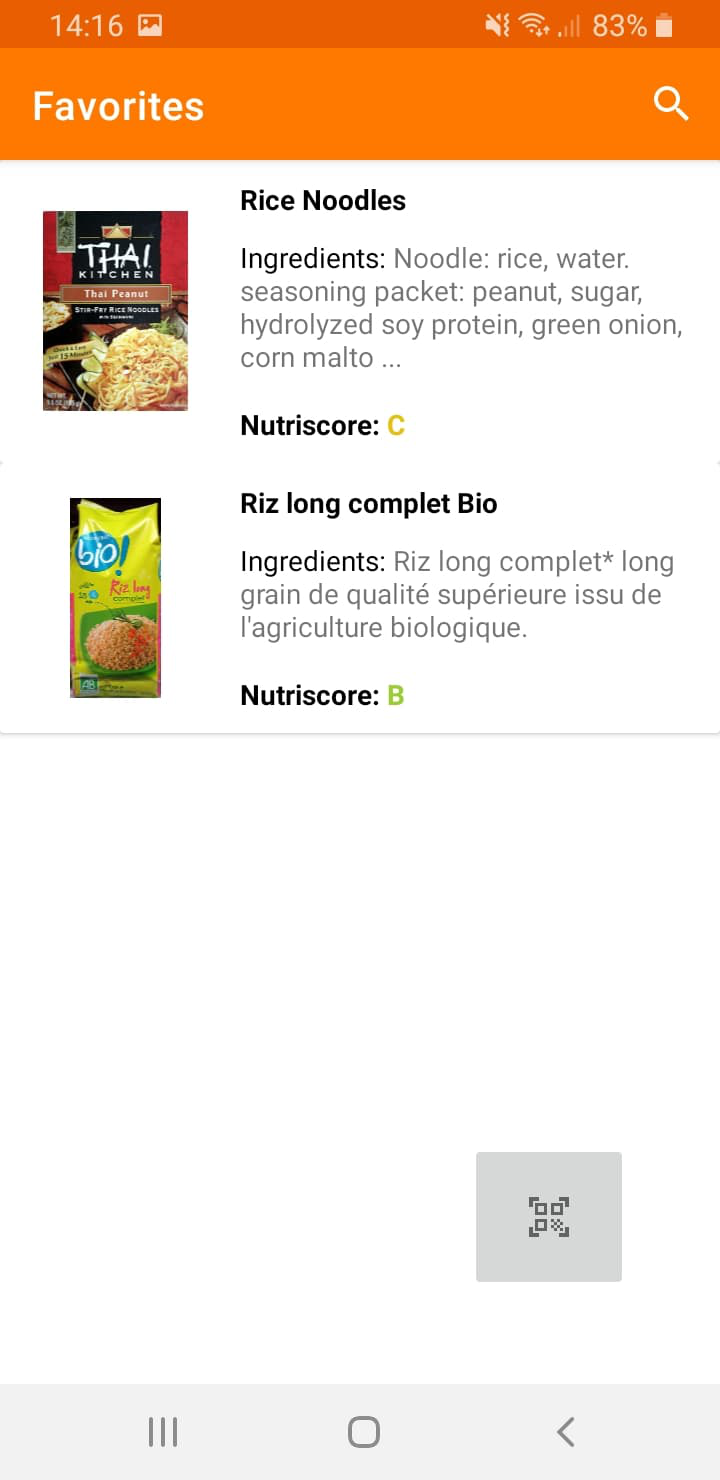 14:16
83%
Favorites
Rice Noodles
Ingredients: Noodle: rice, water.
seasoning packet: peanut, sugar,
hydrolyzed soy protein, green onion,
corn malto ...
Nutriscore: C
THAI
KITCHEN
Thai Peanut
STIR-FRY RICE NOODLES
Riz long complet Bio
Ingredients: Riz long complet* long
grain de qualité supérieure issu de
l'agriculture biologique.
Nutriscore: B
bio!
Riz long
complet
AB